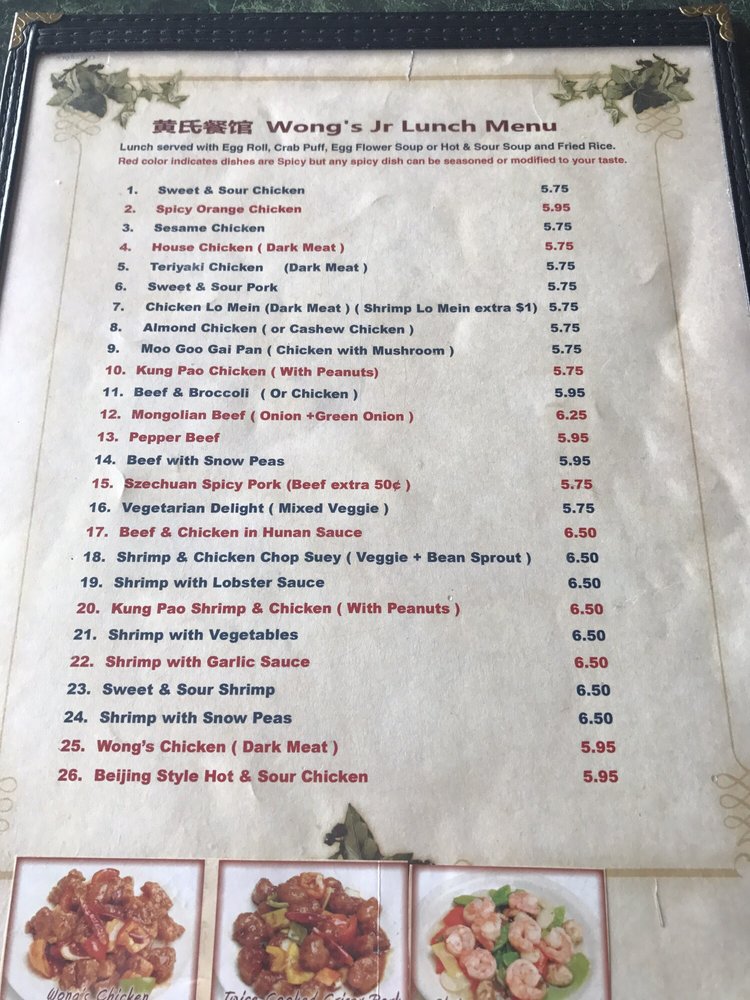 黄氏餐馆 Wong's Jr Lunch Menu
Lunch served with Egg Roll, Crab Puff, Egg Flower Soup or Hot & Sour Soup and Fried Rice.
Red color indicates dishes are Spicy but any spicy dish can be seasoned or modified to your taste.
1. Sweet & Sour Chicken 5.75
2. Spicy Orange Chicken 5.95
3. Sesame Chicken 5.75
4. House Chicken ( Dark Meat ) 5.75
5. Teriyaki Chicken (Dark Meat ) 5.75
6. Sweet & Sour Pork 5.75
7. Chicken Lo Mein (Dark Meat ) ( Shrimp Lo Mein extra $1) 5.75
8. Almond Chicken ( or Cashew Chicken ) 5.75
9. Moo Goo Gai Pan ( Chicken with Mushroom ) 5.75
10. Kung Pao Chicken ( With Peanuts) 5.75
11. Beef & Broccoli ( Or Chicken ) 5.95
12. Mongolian Beef ( Onion +Green Onion ) 6.25
13. Pepper Beef 5.95
14. Beef with Snow Peas 5.95
15. Szechuan Spicy Pork (Beef extra 50¢ ) 5.75
16. Vegetarian Delight ( Mixed Veggie ) 5.75
17. Beef & Chicken in Hunan Sauce 6.50
18. Shrimp & Chicken Chop Suey ( Veggie + Bean Sprout ) 6.50
19. Shrimp with Lobster Sauce 6.50
20. Kung Pao Shrimp & Chicken ( With Peanuts ) 6.50
21. Shrimp with Vegetables 6.50
22. Shrimp with Garlic Sauce 6.50
23. Sweet & Sour Shrimp 6.50
24. Shrimp with Snow Peas 6.50
25. Wong's Chicken ( Dark Meat ) 5.95
26. Beijing Style Hot & Sour Chicken 5.95
Wong's Chicken
Twice Cooked Crispy Pork